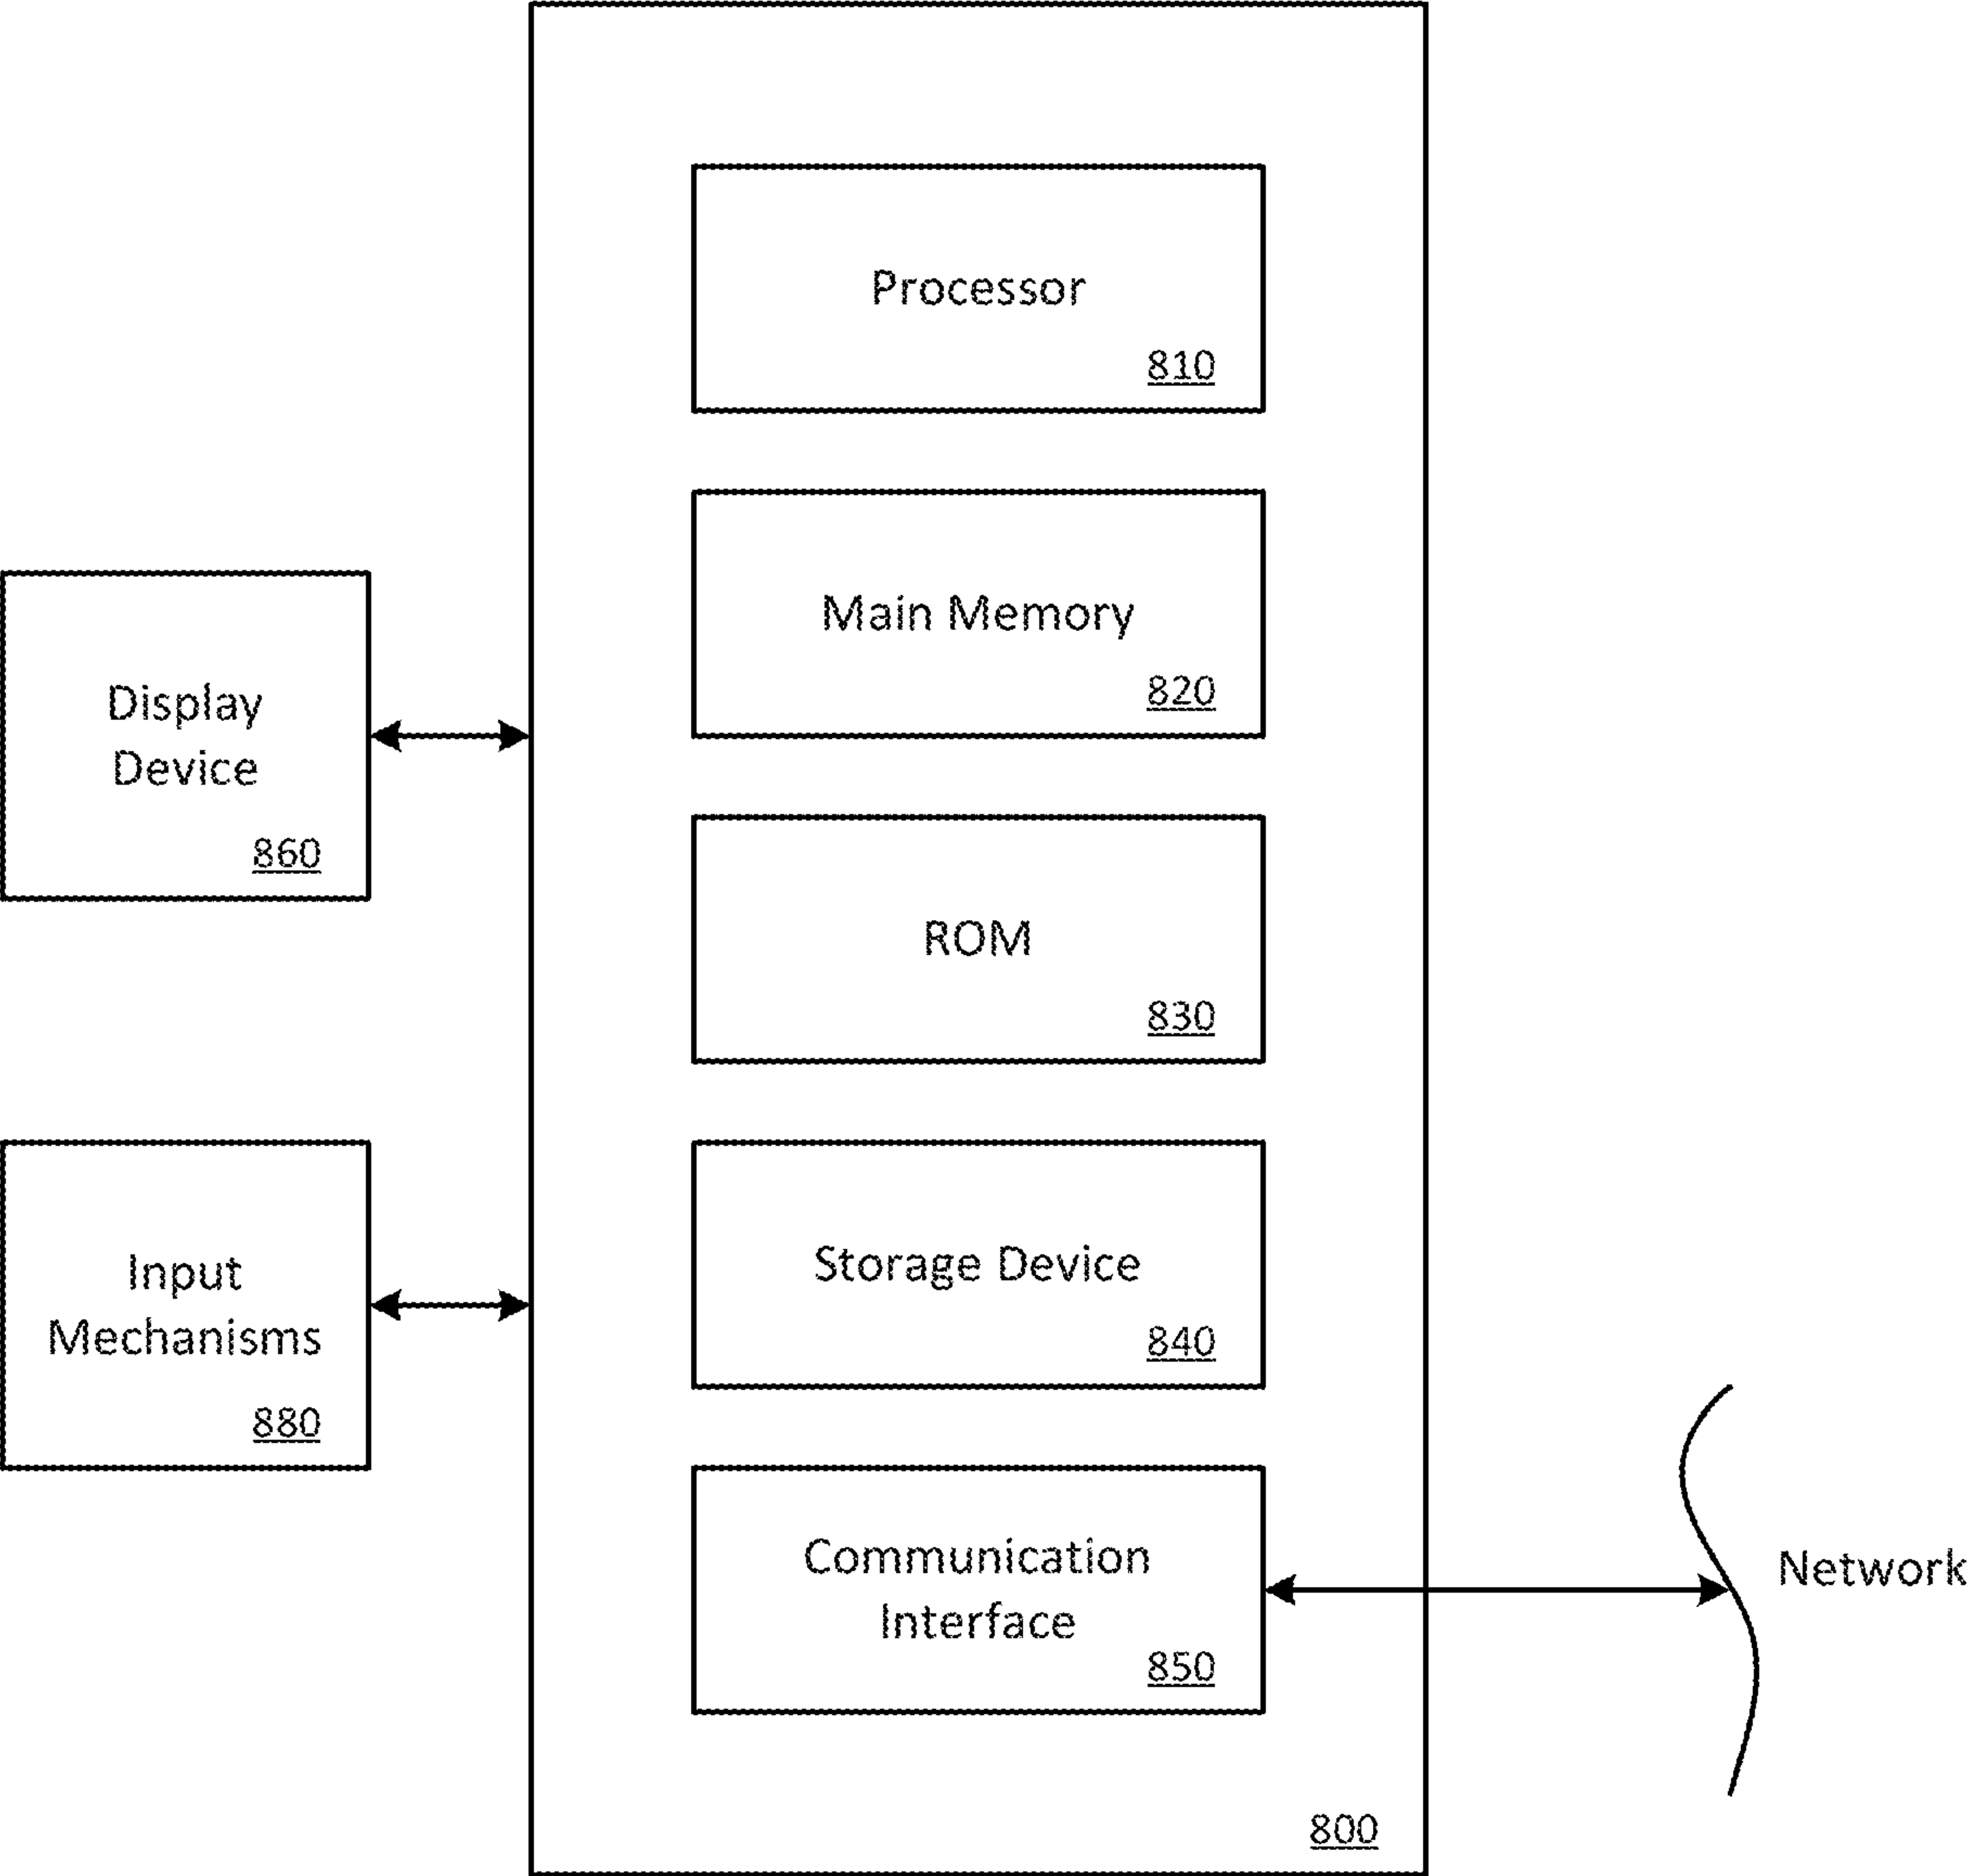 Processor
810
Main Memory
820
Display
Device
860
ROM
830
Input
Mechanisms
880
Storage Device
840
Communication
Interface
850
Network
800